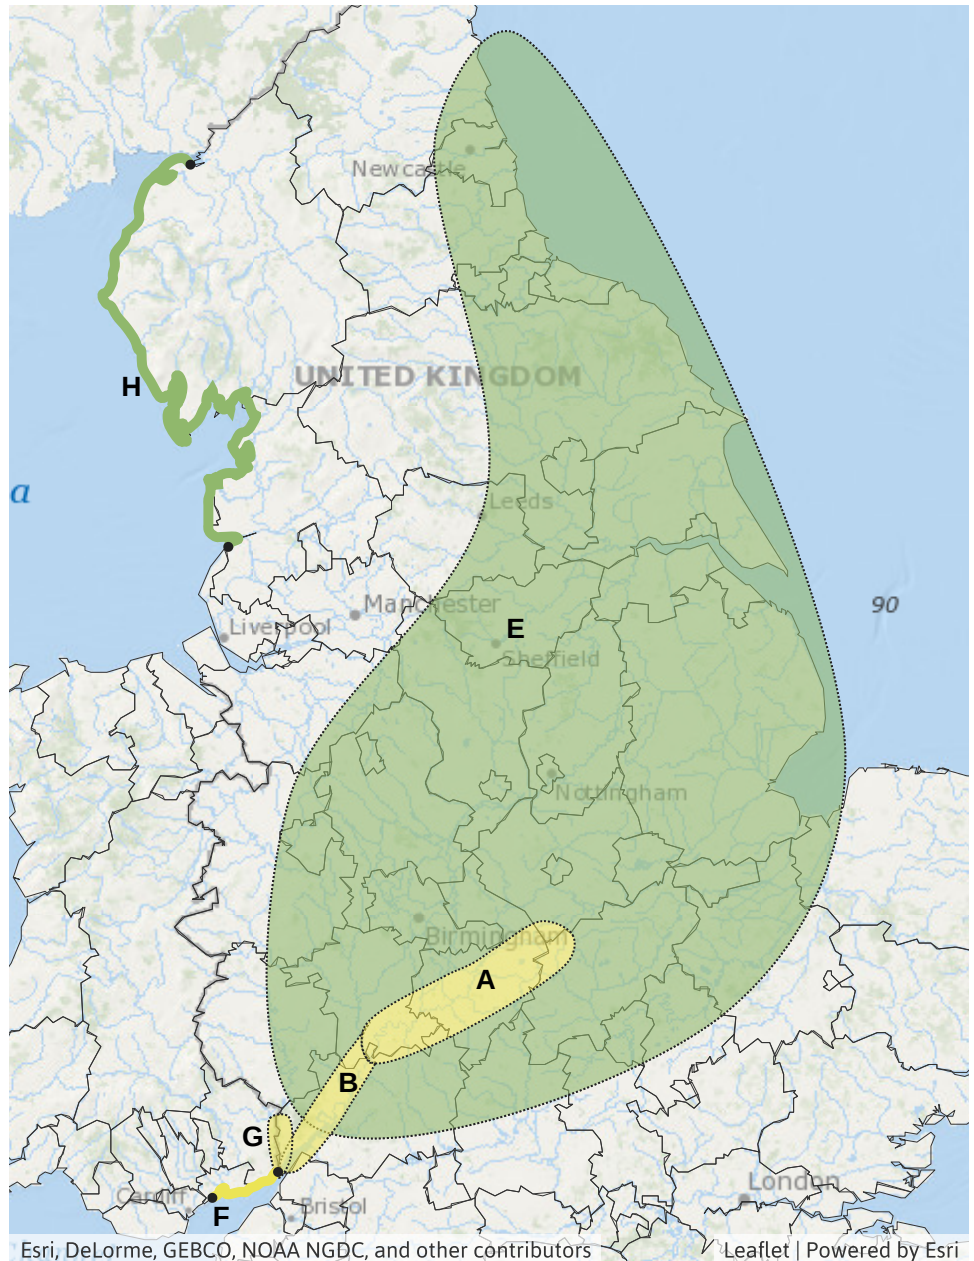 Newcastle
UNITED KINGDOM
H
a
Leeds
90
Manchester
Liverpool
E
Sheffield
Nottingham
Birmingham
A
B
G
London
Cardiff
Bristol
F
Esri, DeLorme, GEBCO, NOAA NGDC, and other contributors
Leaflet | Powered by Esri